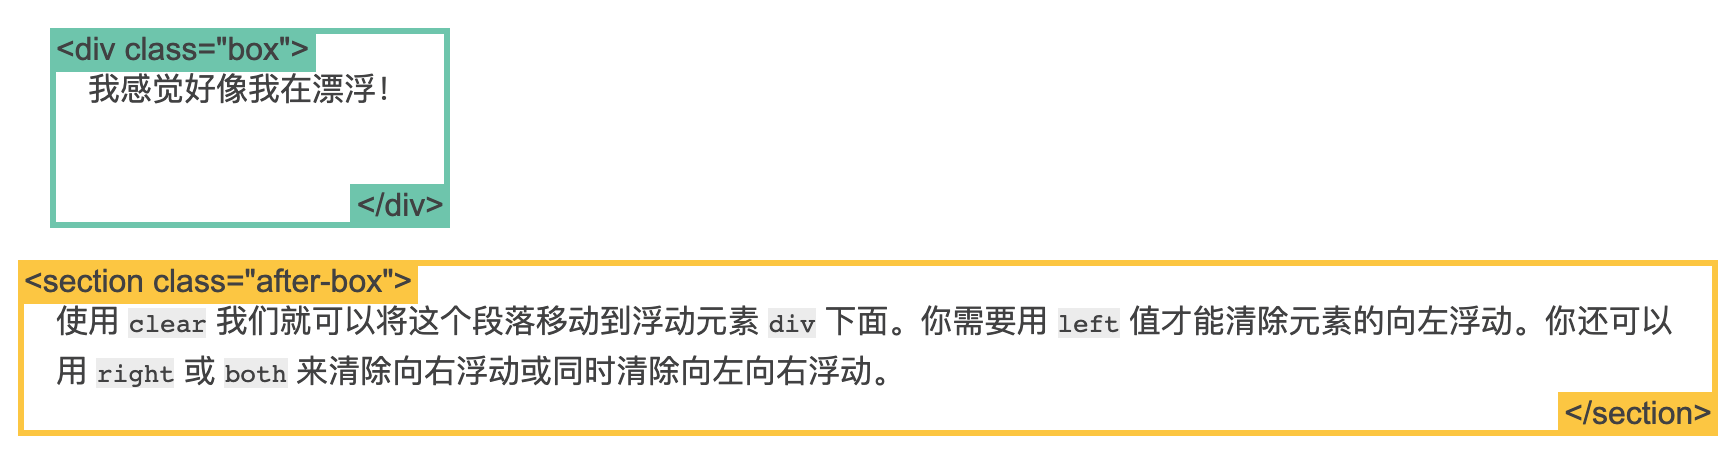 <div class="box">
我感觉好像我在漂浮！
</div>
<section class="after-box">
使用 clear 我们就可以将这个段落移动到浮动元素 div 下面。你需要用 left 值才能清除元素的向左浮动。你还可以
用 right 或 both 来清除向右浮动或同时清除向左向右浮动。
</section>